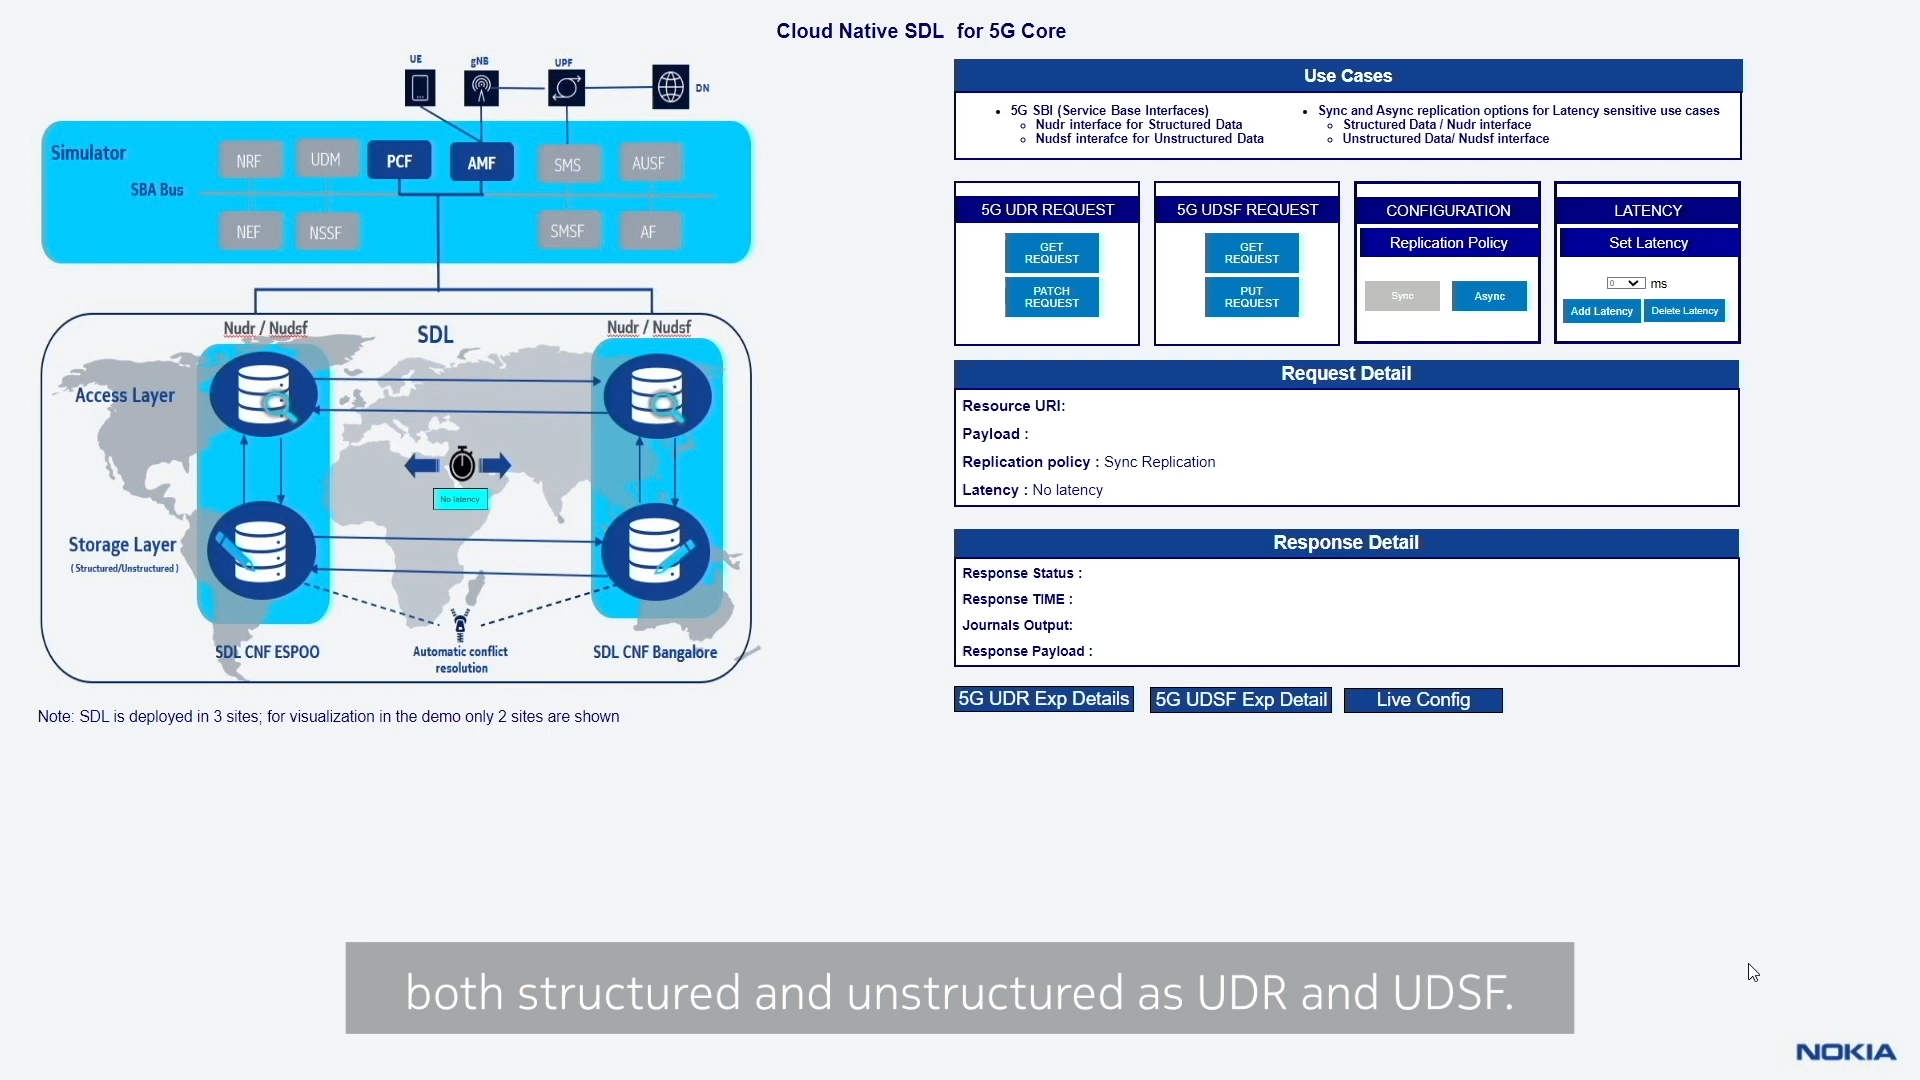 Cloud Native SDL for 5G Core
UE
gNB
UPF
DN
Simulator
NRF
UDM
PCF
AMF
SMS
AUSF
SBA Bus
NEF
NSSF
SMSF
AF
Nudr / Nudsf
SDL
Nudr / Nudsf
Access Layer
No latency
Storage Layer
( Structured/Unstructured )
SDL CNF ESPOO
Automatic conflict
resolution
SDL CNF Bangalore
Note: SDL is deployed in 3 sites; for visualization in the demo only 2 sites are shown
Use Cases
5G SBI (Service Base Interfaces)
Nudr interface for Structured Data
Nudsf interafce for Unstructured Data
Sync and Async replication options for Latency sensitive use cases
Structured Data / Nudr interface
Unstructured Data/ Nudsf interface
5G UDR REQUEST
GET
REQUEST
PATCH
REQUEST
5G UDSF REQUEST
GET
REQUEST
PUT
REQUEST
CONFIGURATION
Replication Policy
Sync
Async
LATENCY
Set Latency
0 ms
Add Latency
Delete Latency
Request Detail
Resource URI:
Payload :
Replication policy : Sync Replication
Latency : No latency
Response Detail
Response Status :
Response TIME :
Journals Output:
Response Payload :
5G UDR Exp Details
5G UDSF Exp Detail
Live Config
both structured and unstructured as UDR and UDSF.
NOKIA